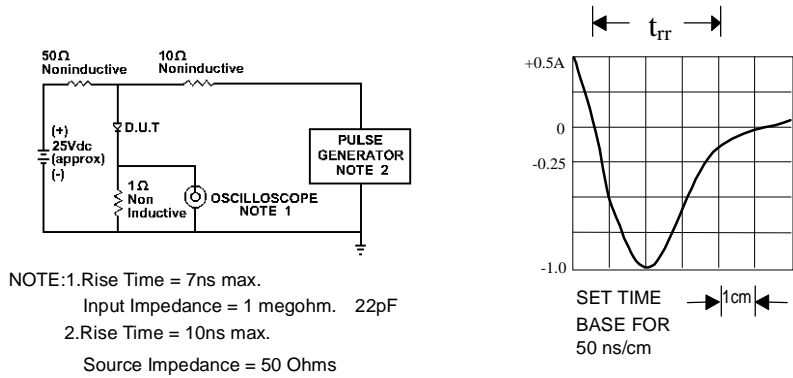 50Ω
Noninductive
10Ω
Noninductive
(+)
25Vdc
(approx)
(-)
D.U.T
1Ω
Non
Inductive
OSCILLOSCOPE
NOTE 1
PULSE
GENERATOR
NOTE 2
NOTE:1.Rise Time = 7ns max.
Input Impedance = 1 megohm. 22pF
2.Rise Time = 10ns max.
Source Impedance = 50 Ohms
trr
+0.5A
0
-0.25
-1.0
SET TIME
BASE FOR
50 ns/cm
1cm